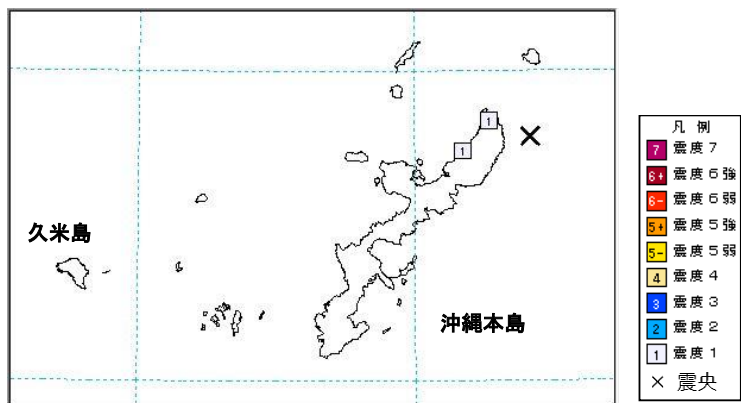 1
1
久米島
沖縄本島
凡例
7 震度7
6+ 震度6強
6- 震度6弱
5+ 震度5強
5- 震度5弱
4 震度4
3 震度3
2 震度2
1 震度1
× 震央